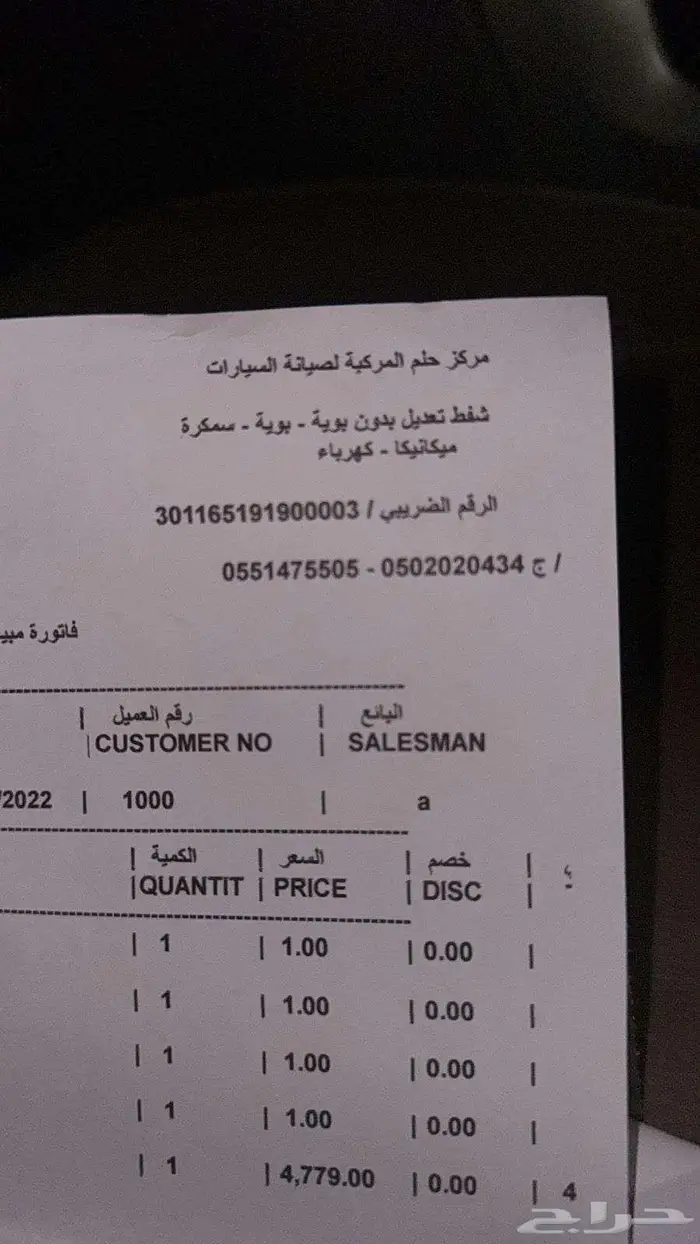 مركز حلم المركبة لصيانة السيارات
شفط تعديل بدون بوية - بوية - سمكرة
ميكانيكا - كهرباء
الرقم الضريبي / 301165191900003
/ ج 0502020434 - 0551475505
فاتورة
| رقم العميل | البائع
| CUSTOMER NO | SALESMAN
/2022 | 1000 | a
| الكمية | السعر | خصم |
| QUANTIT | PRICE | DISC |
| 1 | 1.00 | 0.00 |
| 1 | 1.00 | 0.00 |
| 1 | 1.00 | 0.00 |
| 1 | 1.00 | 0.00 |
| 1 | 4,779.00 | 0.00 | 4
حراج